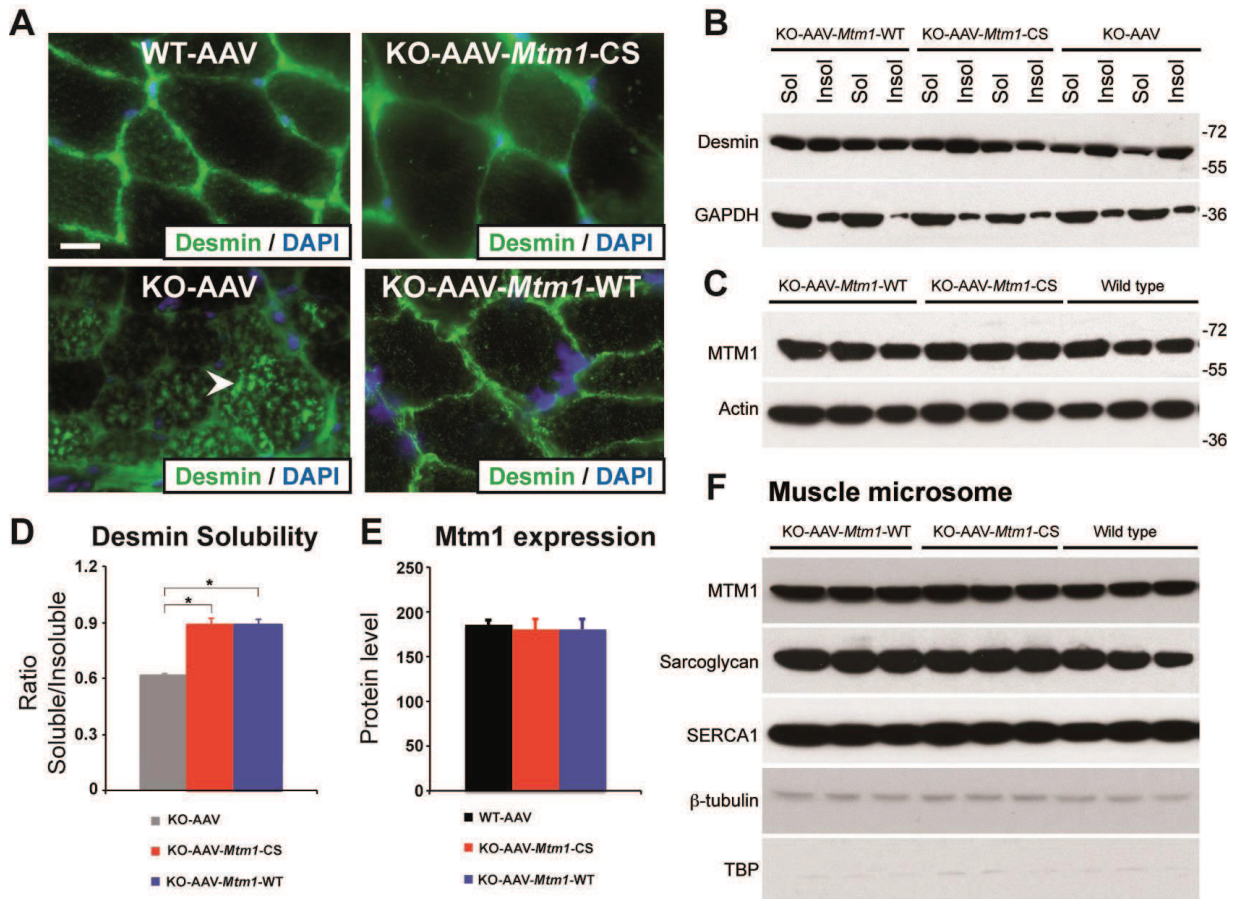 A
WT-AAV
Desmin / DAPI
KO-AAV-Mtm1-CS
Desmin / DAPI
KO-AAV
Desmin / DAPI
KO-AAV-Mtm1-WT
Desmin / DAPI
B
KO-AAV-Mtm1-WT KO-AAV-Mtm1-CS KO-AAV
Sol Insol Sol Insol Sol Insol Sol Insol Sol Insol Sol Insol
Desmin
-72
-55
GAPDH
-36
C
KO-AAV-Mtm1-WT KO-AAV-Mtm1-CS Wild type
MTM1
-72
-55
Actin
-36
D Desmin Solubility
Ratio
Soluble/Insoluble
1.2
0.9
0.6
0.3
0
*
*
KO-AAV
KO-AAV-Mtm1-CS
KO-AAV-Mtm1-WT
E Mtm1 expression
Protein level
250
200
150
100
50
0
WT-AAV
KO-AAV-Mtm1-CS
KO-AAV-Mtm1-WT
F Muscle microsome
KO-AAV-Mtm1-WT KO-AAV-Mtm1-CS Wild type
MTM1
Sarcoglycan
SERCA1
β-tubulin
TBP